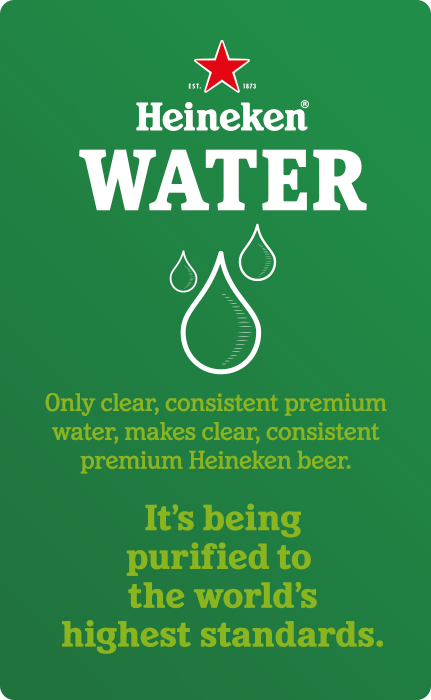 EST. 1873
Heineken®
WATER
Only clear, consistent premium
water, makes clear, consistent
premium Heineken beer.
It's being
purified to
the world's
highest standards.